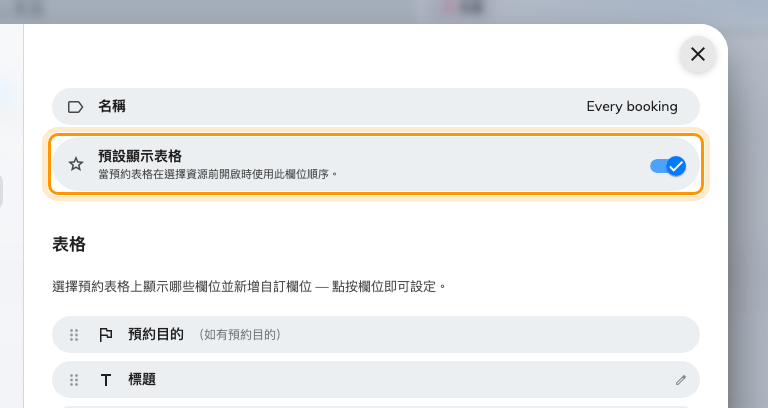 名稱
Every booking
預設顯示表格
當預約表格在選擇資源前開啟時使用此欄位順序。
表格
選擇預約表格上顯示哪些欄位並新增自訂欄位 — 點按欄位即可設定。
預約目的 （如有預約目的）
標題